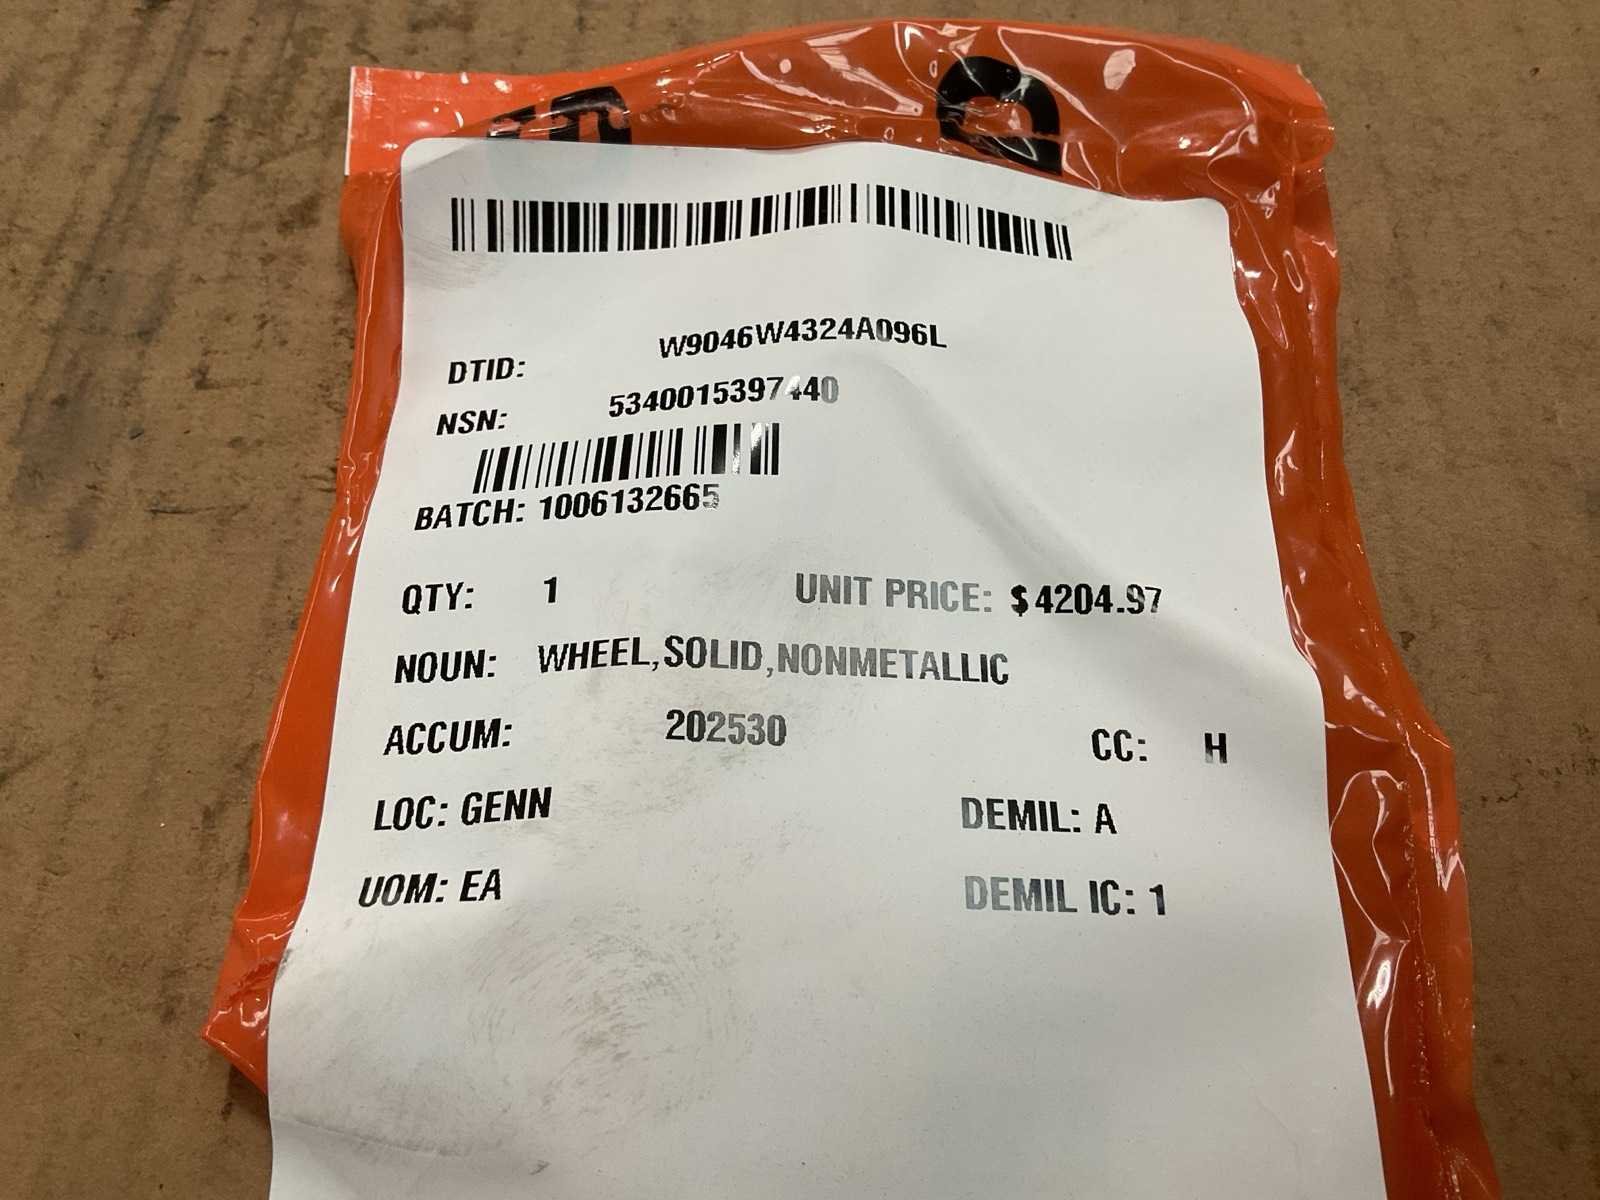 DTID: W9046W4324A096L
NSN: 5340015397440
BATCH: 1006132665
QTY: 1 UNIT PRICE: $4204.97
NOUN: WHEEL,SOLID,NONMETALLIC
ACCUM: 202530 CC: H
LOC: GENN DEMIL: A
UOM: EA DEMIL IC: 1